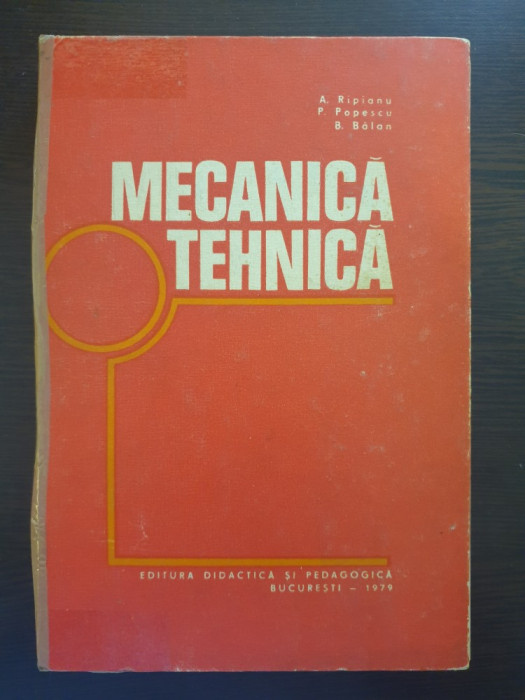 A. Ripianu
P. Popescu
B. Bălan
MECANICĂ
TEHNICĂ
EDITURA DIDACTICĂ ȘI PEDAGOGICĂ
BUCUREȘTI – 1979